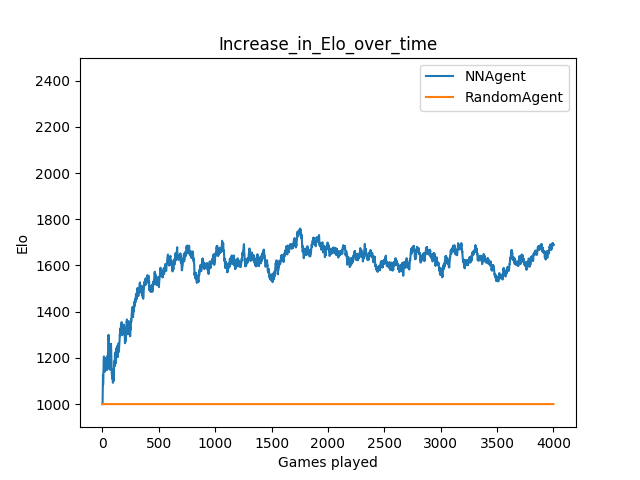 Increase_in_Elo_over_time
NNAgent
RandomAgent
2400
2200
2000
1800
1600
1400
1200
1000
Elo
0 500 1000 1500 2000 2500 3000 3500 4000
Games played